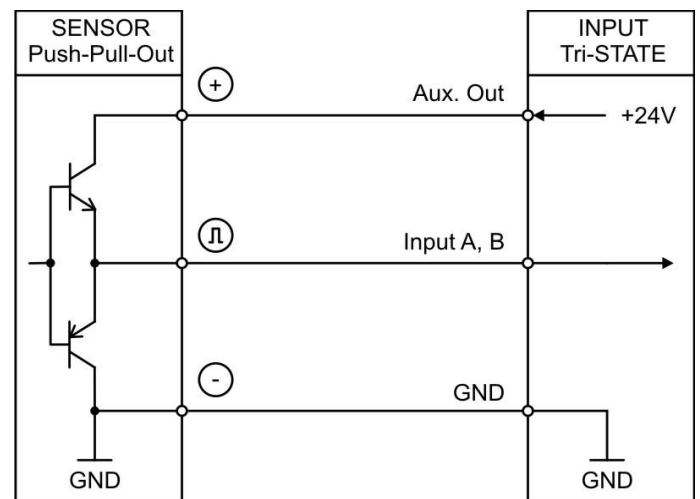 SENSOR
Push-Pull-Out
INPUT
Tri-STATE
+
Aux. Out
+24V
Input A, B
-
GND
GND
GND